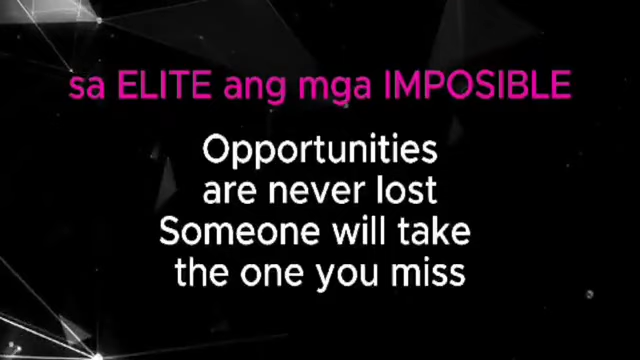 sa ELITE ang mga IMPOSIBLE
Opportunities
are never lost
Someone will take
the one you miss